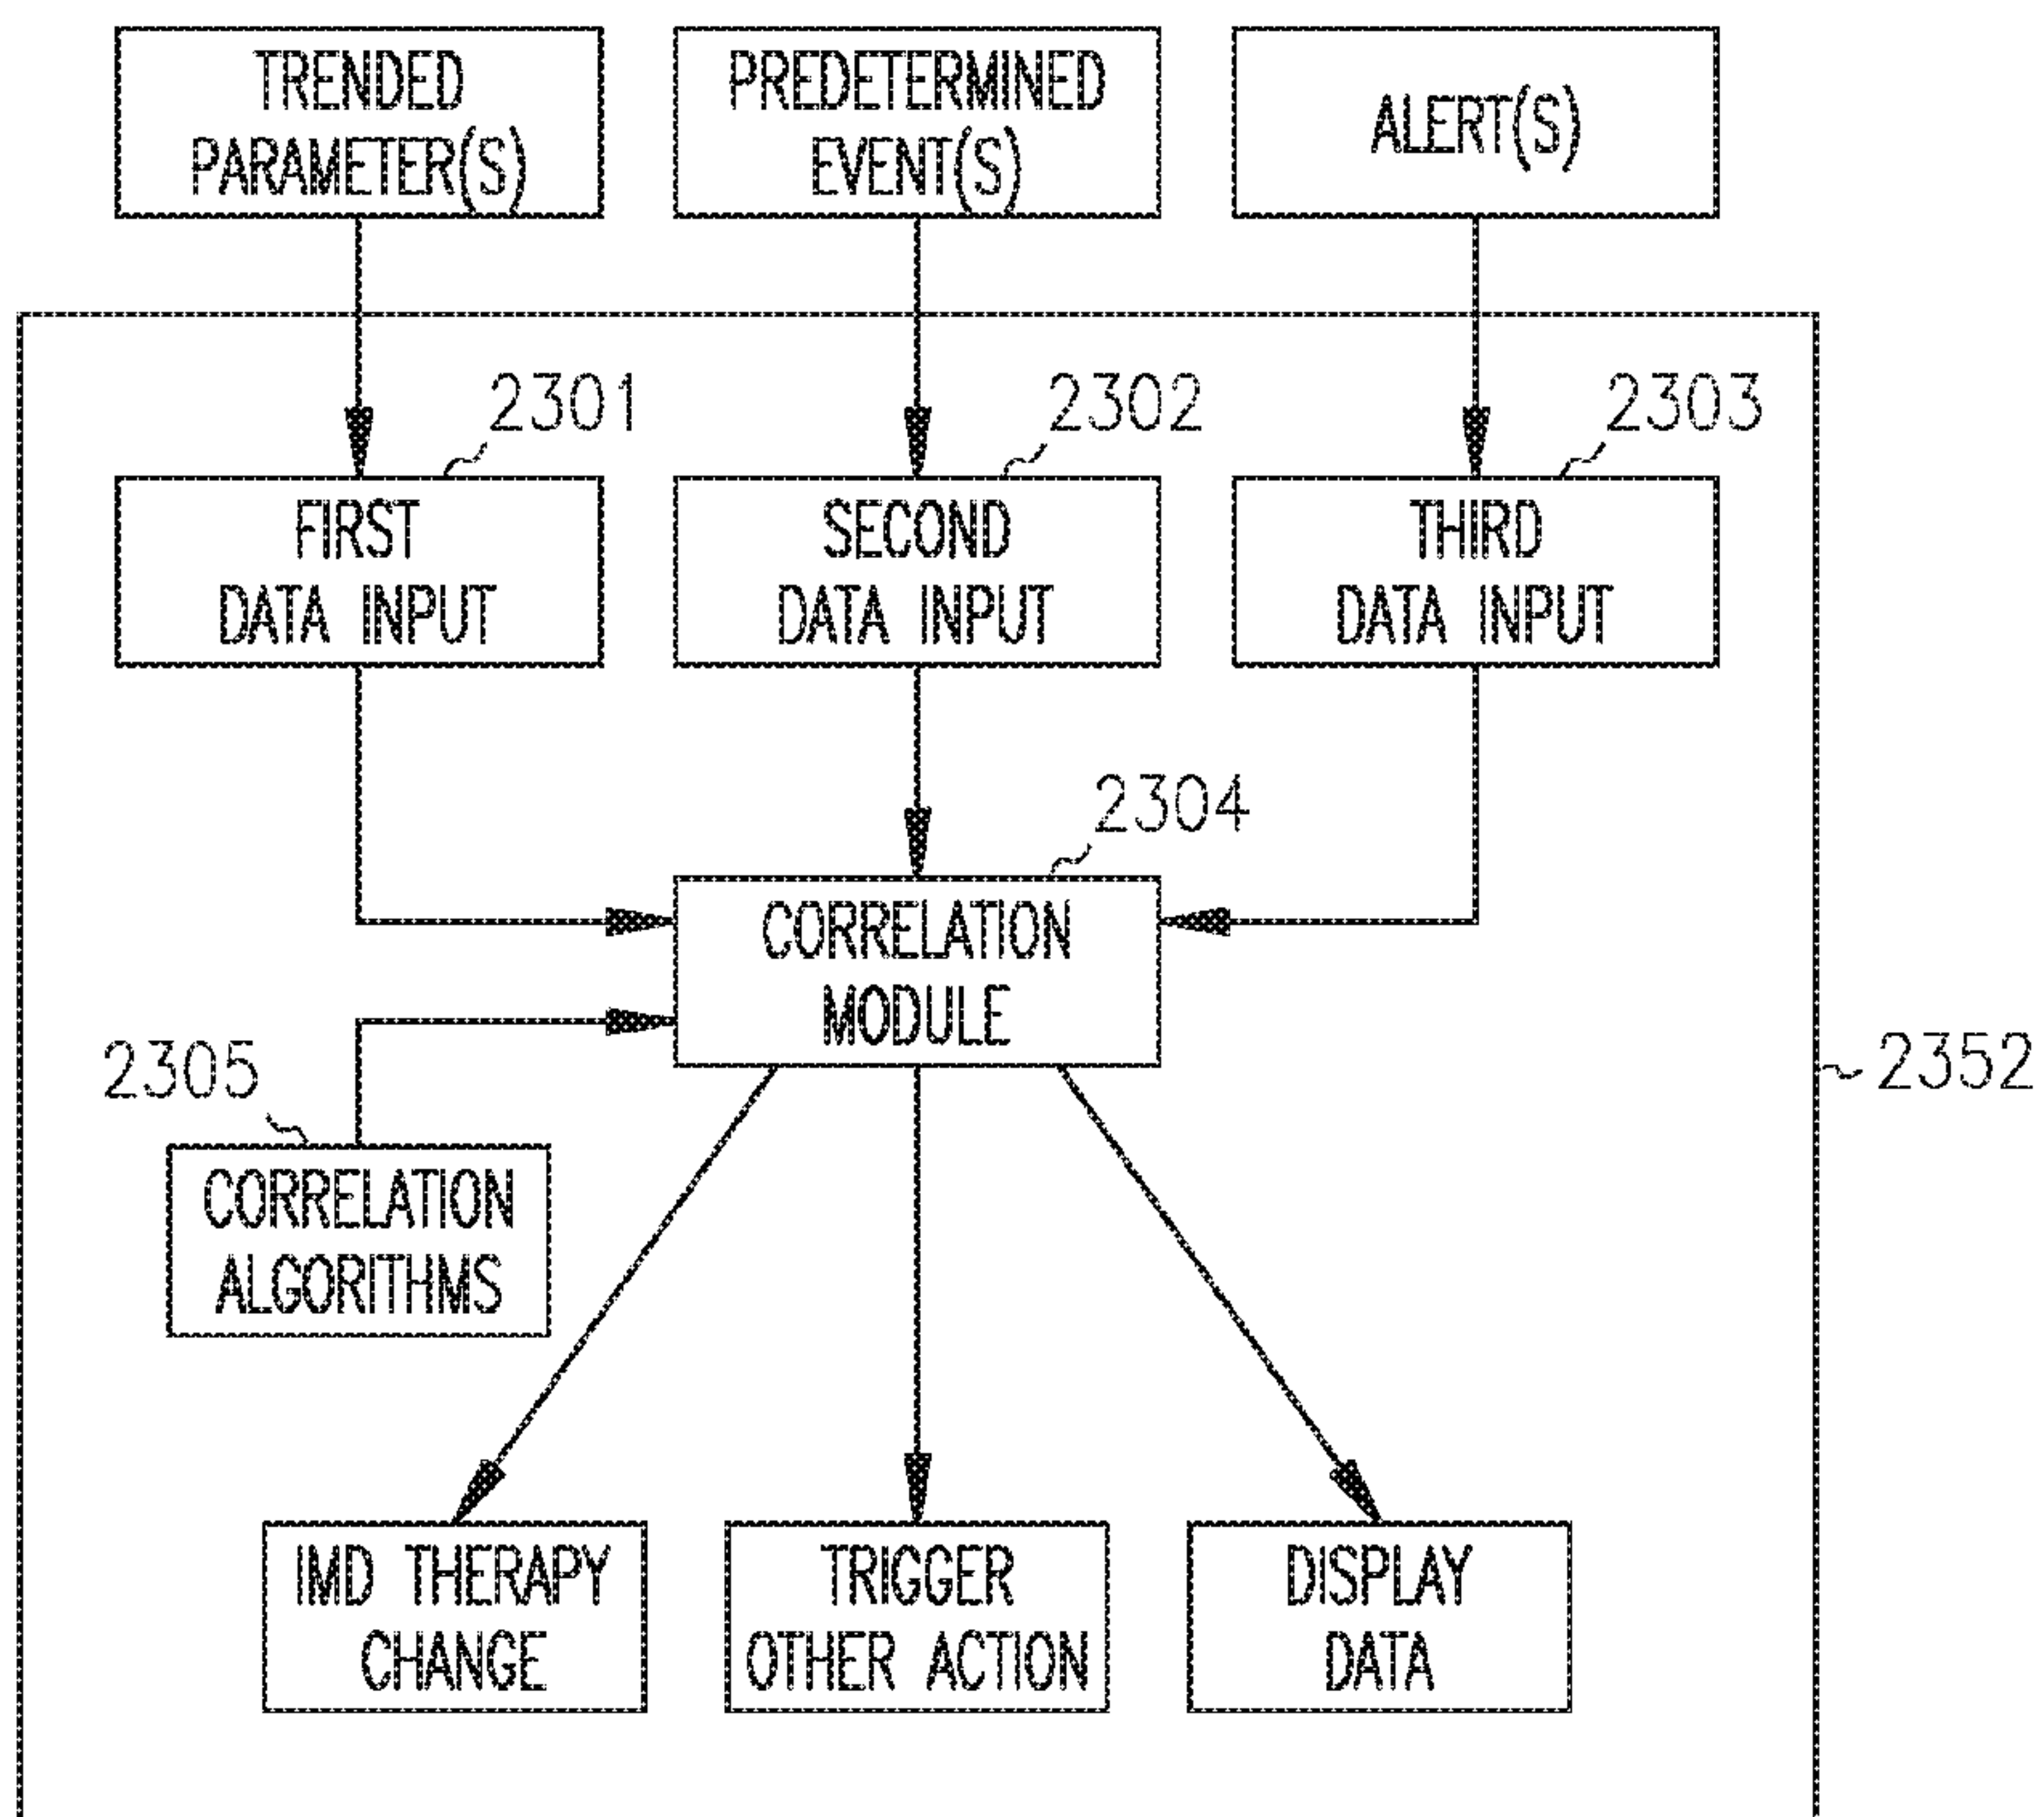 TRENDED
PARAMETER(S)
PREDETERMINED
EVENT(S)
ALERT(S)
2301
2302
2303
FIRST
DATA INPUT
SECOND
DATA INPUT
THIRD
DATA INPUT
2304
CORRELATION
MODULE
2305
2352
CORRELATION
ALGORITHMS
IMD THERAPY
CHANGE
TRIGGER
OTHER ACTION
DISPLAY
DATA